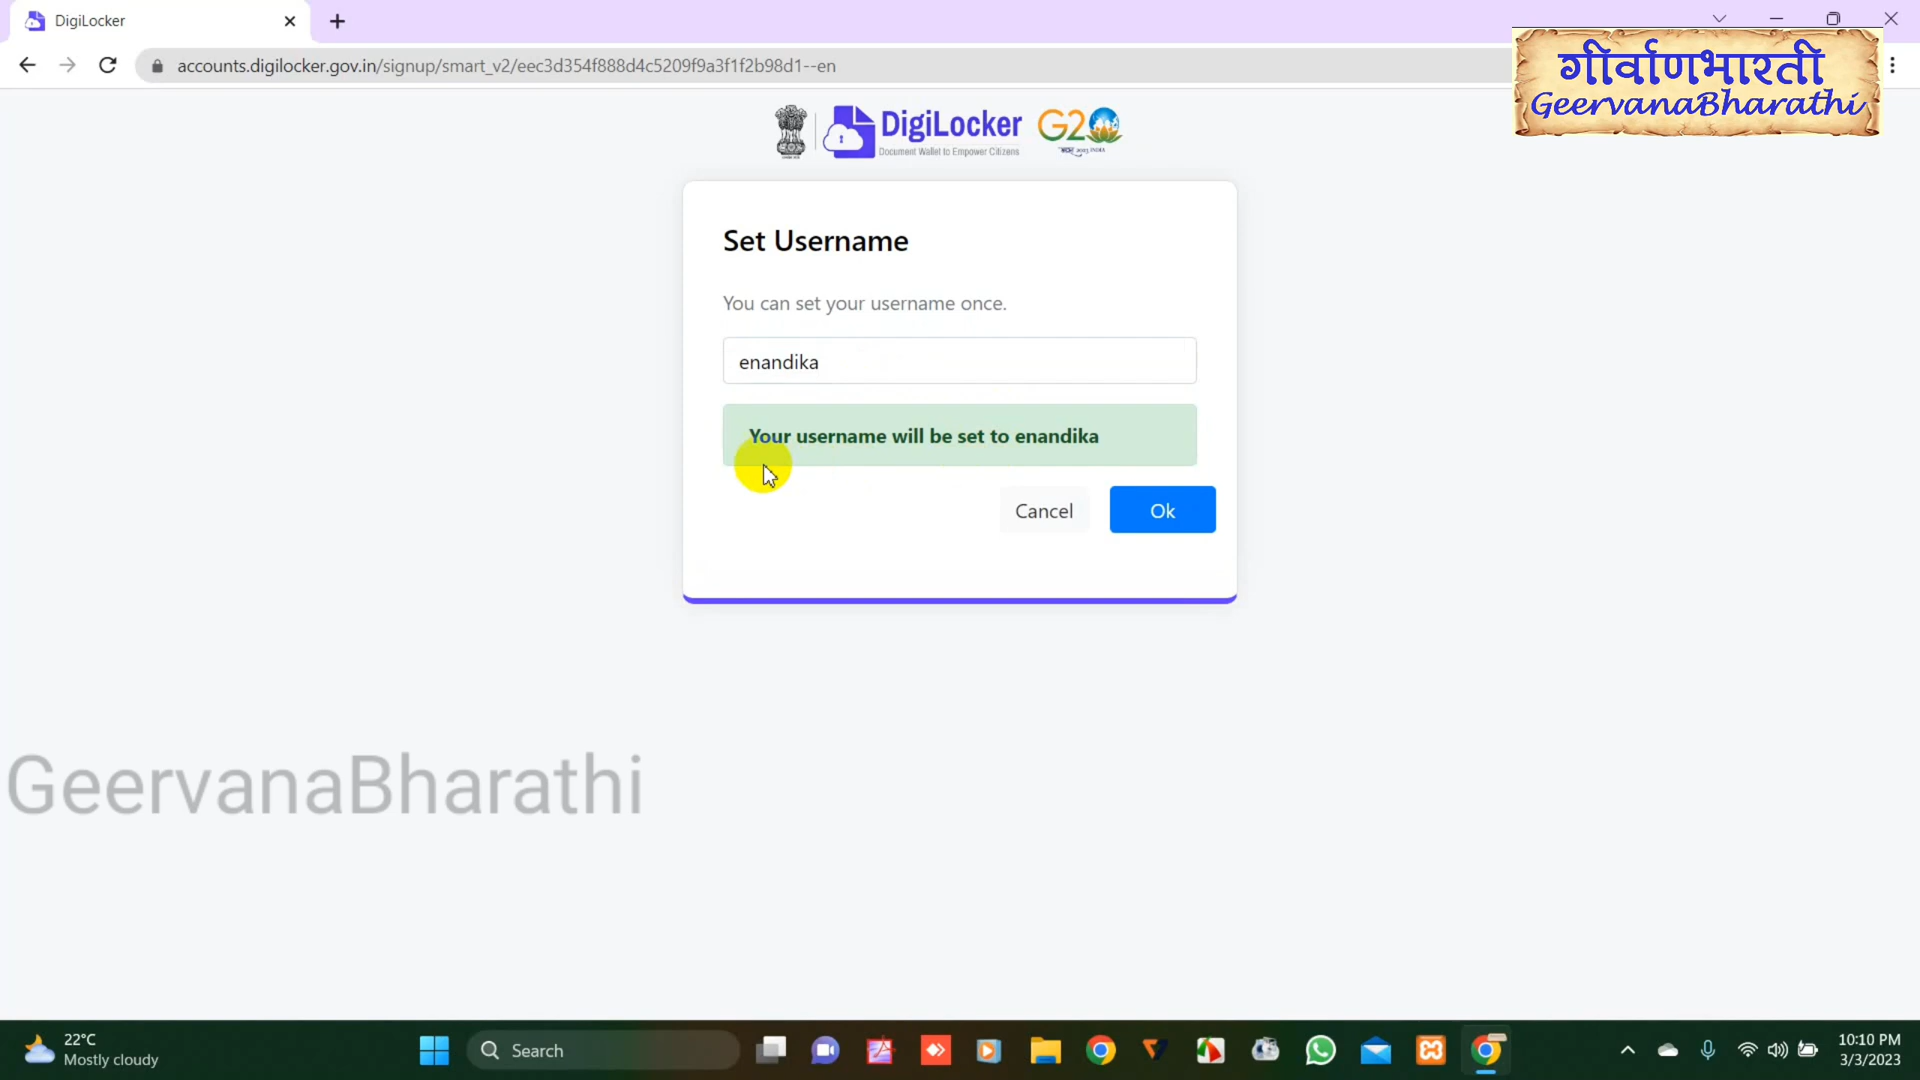 DigiLocker
accounts.digilocker.gov.in/signup/smart_v2/eec3d354f888d4c5209f9a3f1f2b98d1--en
गीर्वाणभारती
GeervanaBharathi
DigiLocker
Document Wallet to Empower Citizens
G20
Set Username
You can set your username once.
enandika
Your username will be set to enandika
Cancel
Ok
GeervanaBharathi
22°C
Mostly cloudy
Search
10:10 PM
3/3/2023